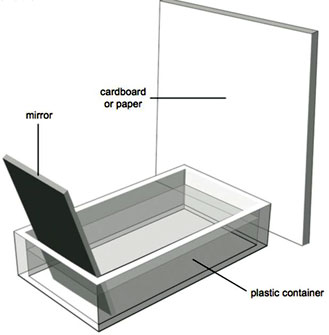 cardboard
or paper
mirror
plastic container